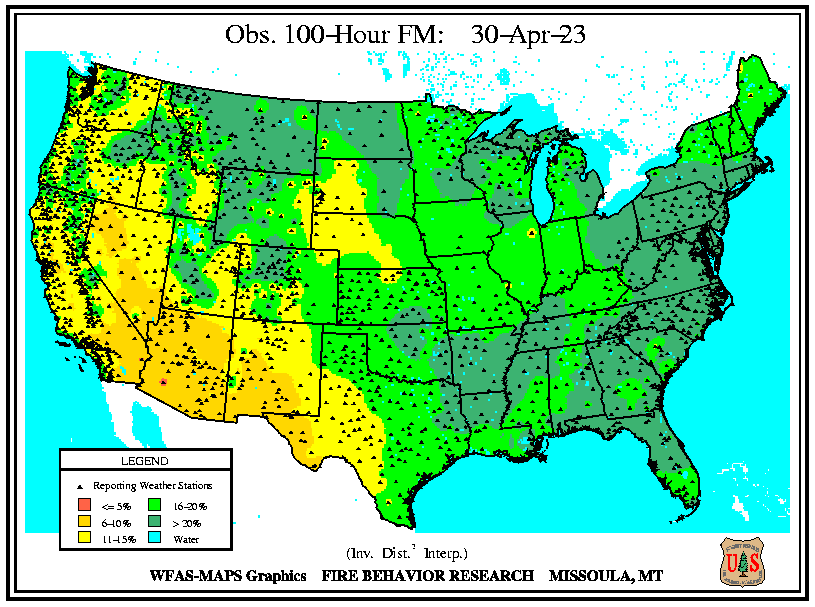 Obs. 100-Hour FM: 30-Apr-23
LEGEND
Reporting Weather Stations
<= 5% 16-20%
6-10% > 20%
11-15% Water
(Inv. Dist.² Interp.)
WFAS-MAPS Graphics FIRE BEHAVIOR RESEARCH MISSOULA, MT
U S